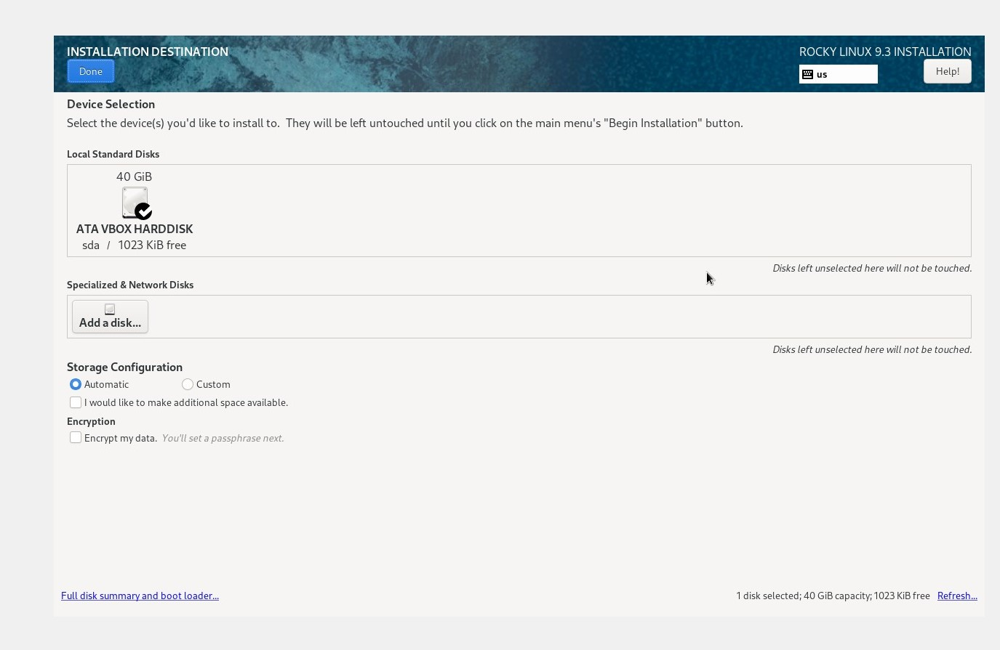 INSTALLATION DESTINATION
ROCKY LINUX 9.3 INSTALLATION
Done
us
Help!
Device Selection
Select the device(s) you'd like to install to.  They will be left untouched until you click on the main menu's "Begin Installation" button.
Local Standard Disks
40 GiB
ATA VBOX HARDDISK
sda / 1023 KiB free
Disks left unselected here will not be touched.
Specialized & Network Disks
Add a disk...
Disks left unselected here will not be touched.
Storage Configuration
Automatic
Custom
I would like to make additional space available.
Encryption
Encrypt my data. You'll set a passphrase next.
Full disk summary and boot loader...
1 disk selected; 40 GiB capacity; 1023 KiB free Refresh...